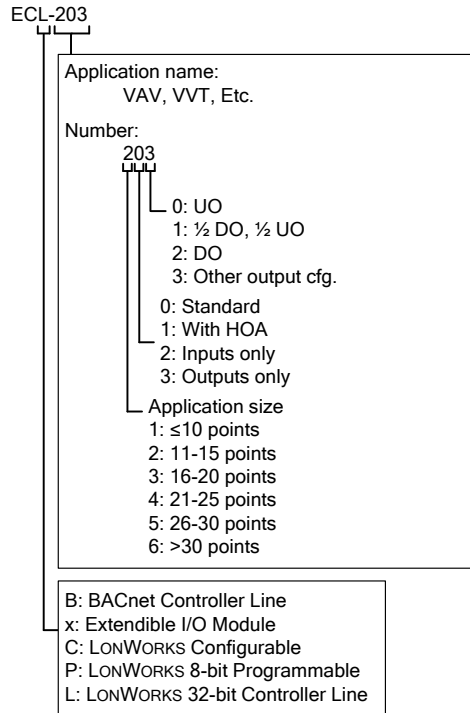 ECL-203
Application name:
VAV, VVT, Etc.
Number:
203
0: UO
1: ½ DO, ½ UO
2: DO
3: Other output cfg.
0: Standard
1: With HOA
2: Inputs only
3: Outputs only
Application size
1: ≤10 points
2: 11-15 points
3: 16-20 points
4: 21-25 points
5: 26-30 points
6: >30 points
B: BACnet Controller Line
x: Extendible I/O Module
C: LONWORKS Configurable
P: LONWORKS 8-bit Programmable
L: LONWORKS 32-bit Controller Line